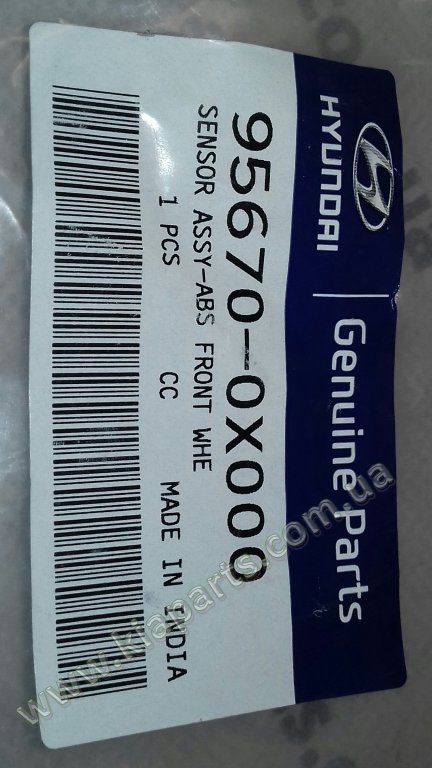 HYUNDAI | Genuine Parts
95670-0X000
SENSOR ASSY-ABS FRONT WHE
1 PCS CC MADE IN INDIA
www.kiaparts.com.ua